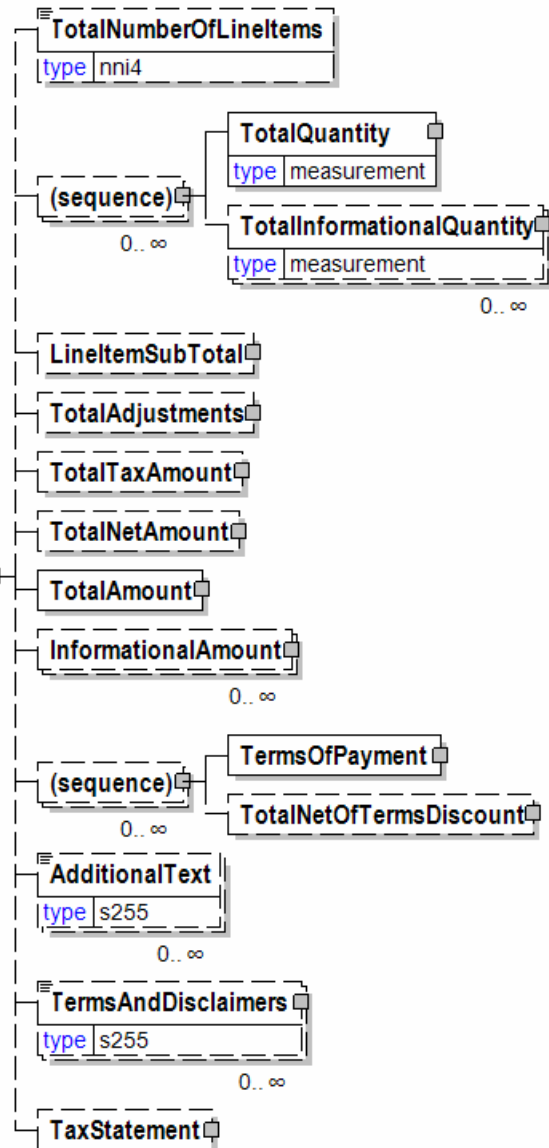 TotalNumberOfLineItems
type nni4
TotalQuantity
type measurement
(sequence)
0.. ∞
TotalInformationalQuantity
type measurement
0.. ∞
LineItemSubTotal
TotalAdjustments
TotalTaxAmount
TotalNetAmount
TotalAmount
InformationalAmount
0.. ∞
TermsOfPayment
(sequence)
0.. ∞
TotalNetOfTermsDiscount
AdditionalText
type s255
0.. ∞
TermsAndDisclaimers
type s255
0.. ∞
TaxStatement